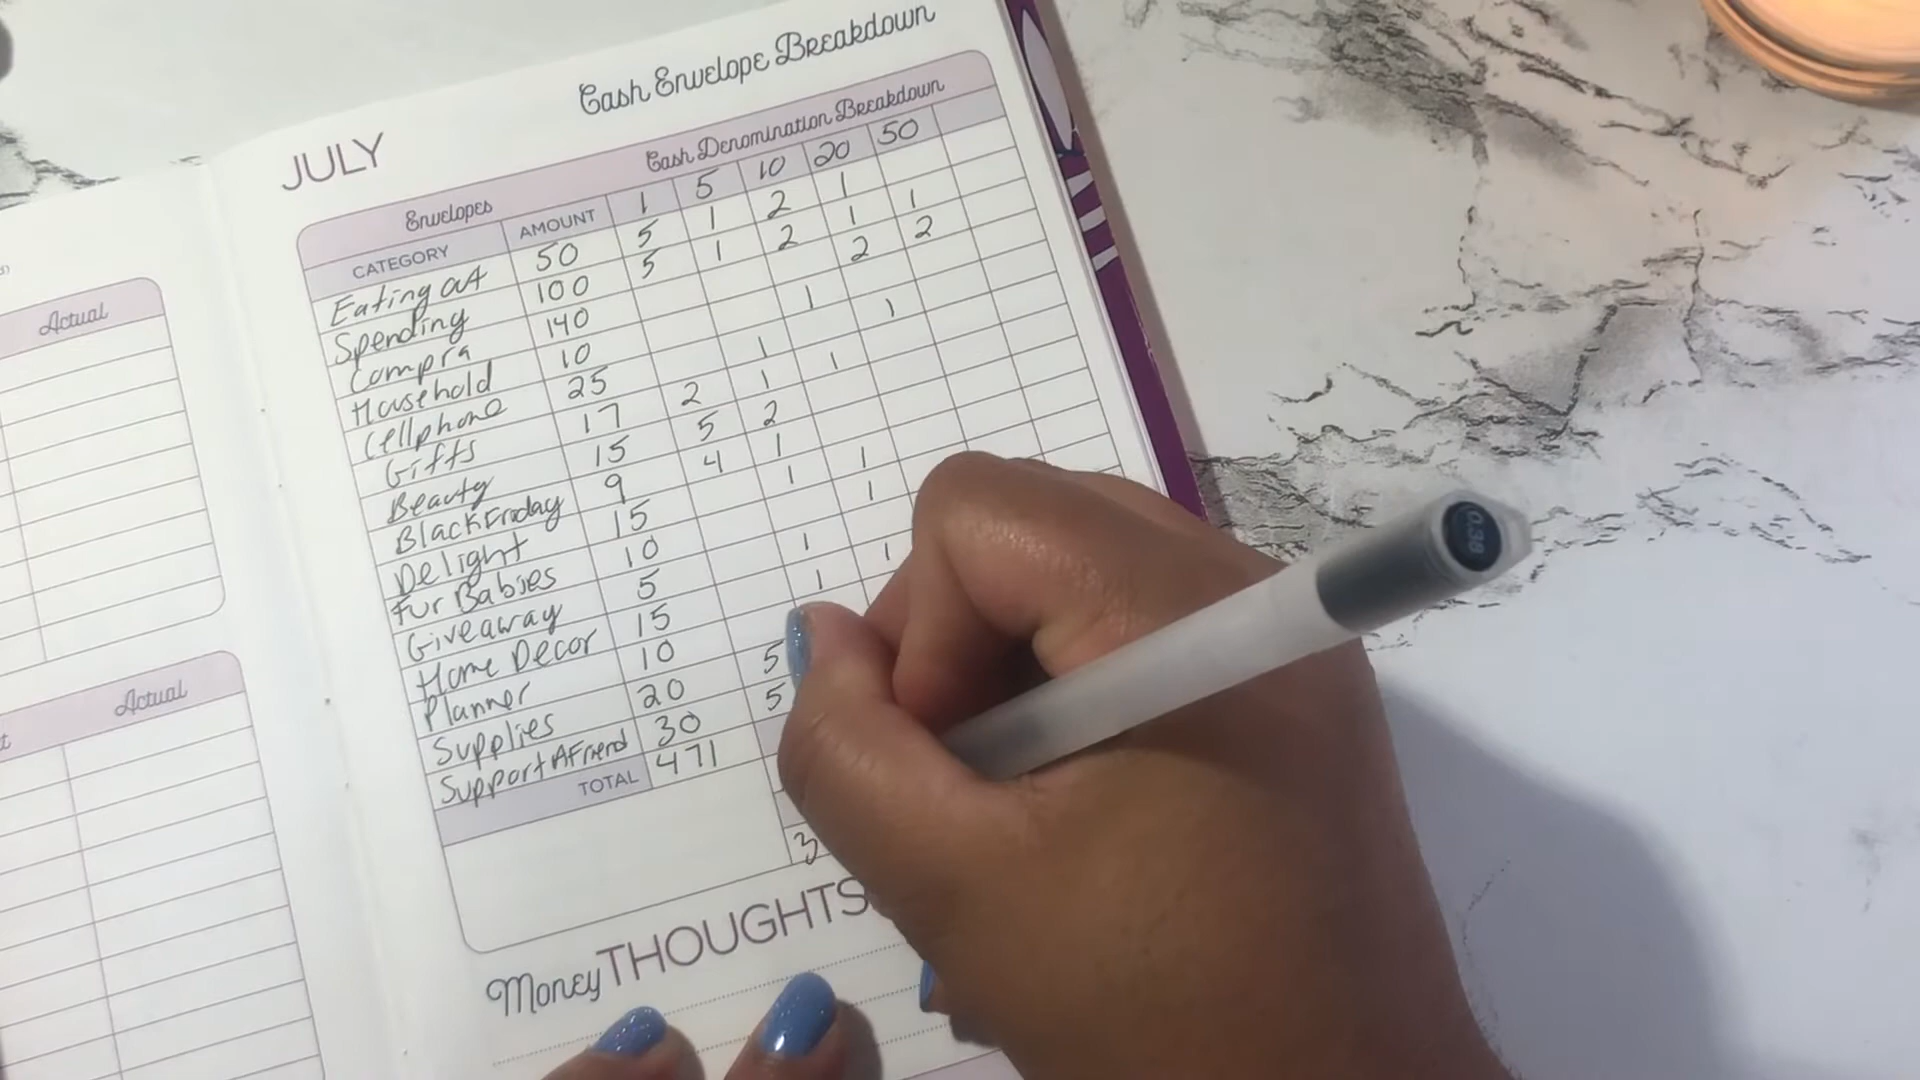 Cash Envelope Breakdown
JULY
Envelopes Cash Denomination Breakdown
CATEGORY AMOUNT 1 5 10 20 50
Eating out 50 5 1 2 1
Spending 100 5 1 2 1 1
Compra 140 2 2
Household 10 1
Cellphone 25 1 1
Gifts 17 2 1 1
Beauty 15 5 2
BlackFriday 9 4 1
Delight 15 1 1
Fur Babies 10 1
Giveaway 5 1
Home Decor 15 1 1
Planner 10 5
Supplies 20 5
Support A Friend 30
TOTAL 471
3
Money THOUGHTS
Actual
Actual
0.38